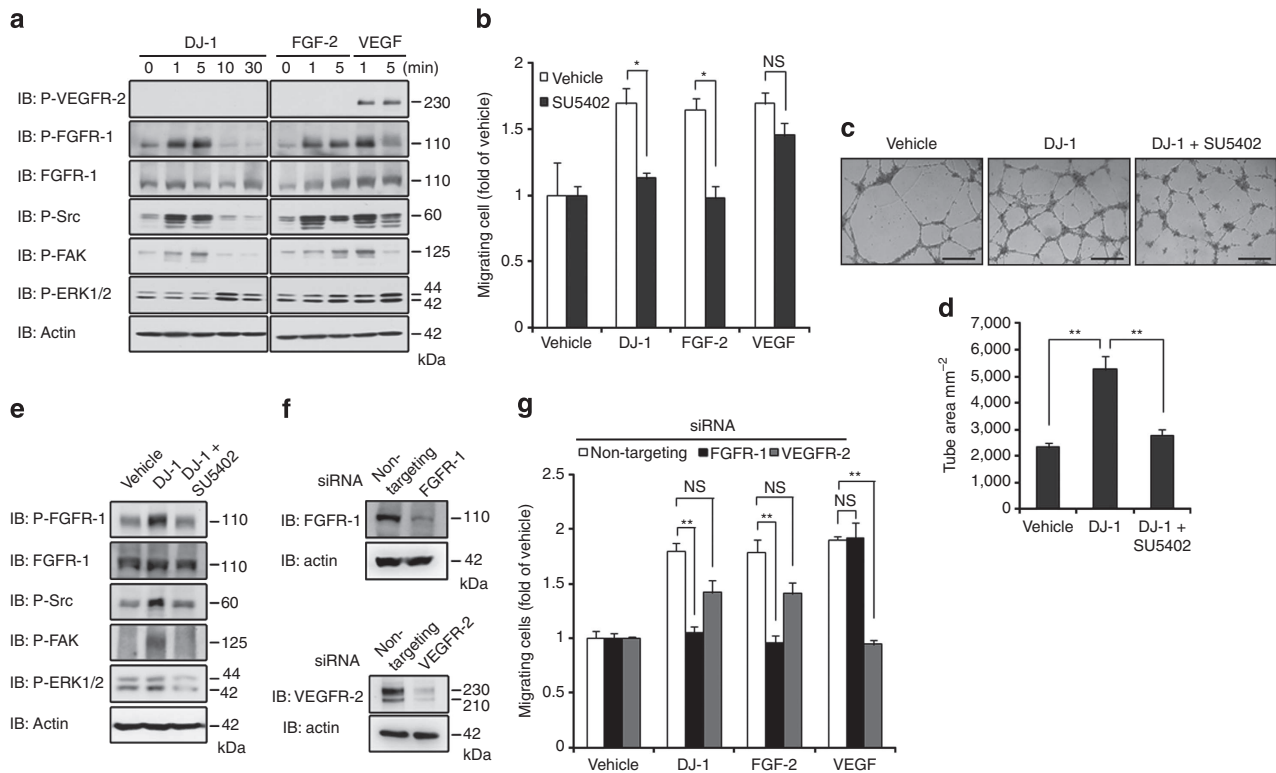 a
DJ-1 FGF-2 VEGF
0 1 5 10 30 0 1 5 1 5 (min)
IB: P-VEGFR-2 230
IB: P-FGFR-1 110
IB: FGFR-1 110
IB: P-Src 60
IB: P-FAK 125
IB: P-ERK1/2 44
42
IB: Actin 42
kDa
b
Migrating cell (fold of vehicle)
2
1.5
1
0.5
0
Vehicle
SU5402
* * NS
Vehicle DJ-1 FGF-2 VEGF
c
Vehicle DJ-1 DJ-1 + SU5402
d
Tube area mm−2
7,000
6,000
5,000
4,000
3,000
2,000
1,000
0
** **
Vehicle DJ-1 DJ-1 +
SU5402
e
Vehicle DJ-1 DJ-1 +
SU5402
IB: P-FGFR-1 110
IB: FGFR-1 110
IB: P-Src 60
IB: P-FAK 125
IB: P-ERK1/2 44
42
IB: Actin 42
kDa
f
siRNA Non-
targeting FGFR-1
IB: FGFR-1 110
IB: actin 42
kDa
siRNA Non-
targeting VEGFR-2
IB: VEGFR-2 230
210
IB: actin 42
kDa
g
siRNA
Non-targeting FGFR-1 VEGFR-2
Migrating cells (fold of vehicle)
2.5
2
1.5
1
0.5
0
NS NS **
** ** NS
Vehicle DJ-1 FGF-2 VEGF